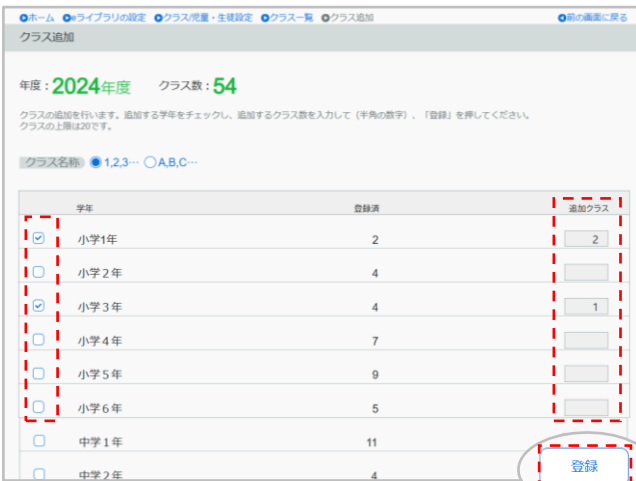 ホーム eライブラリの設定 クラス/児童・生徒設定 クラス一覧 クラス追加 前の画面に戻る
クラス追加
年度：2024年度 クラス数：54
クラスの追加を行います。追加する学年をチェックし、追加するクラス数を入力して（半角の数字）、「登録」を押してください。
クラスの上限は20です。
クラス名称 1,2,3… A,B,C…
学年 登録済 追加クラス
小学1年 2 2
小学２年 4
小学３年 4 1
小学４年 7
小学５年 9
小学６年 5
中学１年 11
中学２年 4
登録